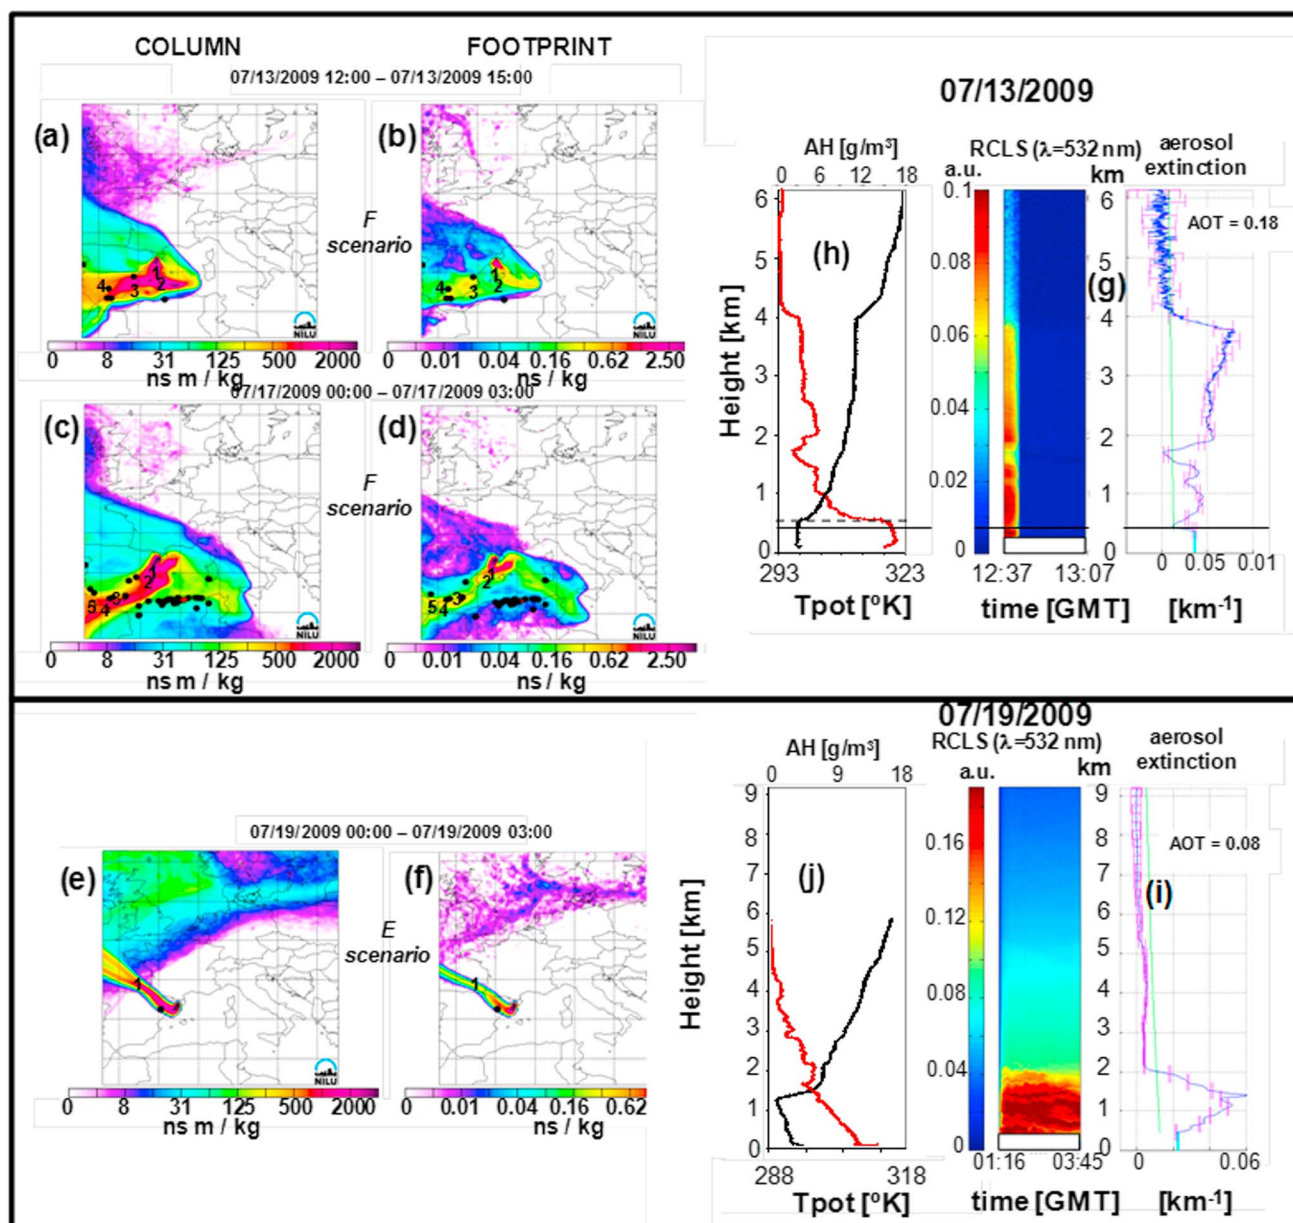 COLUMN FOOTPRINT
07/13/2009 12:00 – 07/13/2009 15:00
(a) (b)
F
scenario
4 3 1 2
4 3 1 2
NILU NILU
0 8 31 125 500 2000
ns m / kg
0 0.01 0.04 0.16 0.62 2.50
ns / kg
07/17/2009 00:00 – 07/17/2009 03:00
(c) (d)
F
scenario
5 4 3 2 1
5 4 3 2 1
NILU NILU
0 8 31 125 500 2000
ns m / kg
0 0.01 0.04 0.16 0.62 2.50
ns / kg
07/13/2009
AH [g/m³]
0 6 12 18
RCLS (λ=532 nm)
a.u.
km
aerosol
extinction
(h)
Height [km]
6
5
4
3
2
1
0
293 323
Tpot [ºK]
0.1
0.08
0.06
0.04
0.02
0
12:37 13:07
time [GMT]
AOT = 0.18
(g)
6
5
4
3
2
1
0
0 0.05 0.01
[km⁻¹]
07/19/2009 00:00 – 07/19/2009 03:00
(e) (f)
E
scenario
1
1
NILU
0 8 31 125 500 2000
ns m / kg
0 0.01 0.04 0.16 0.62
ns / kg
07/19/2009
AH [g/m³]
0 9 18
RCLS (λ=532 nm)
a.u.
km
aerosol
extinction
(j)
Height [km]
9
8
7
6
5
4
3
2
1
0
288 318
Tpot [ºK]
0.16
0.12
0.08
0.04
0
01:16 03:45
time [GMT]
AOT = 0.08
(i)
9
8
7
6
5
4
3
2
1
0
0 0.06
[km⁻¹]